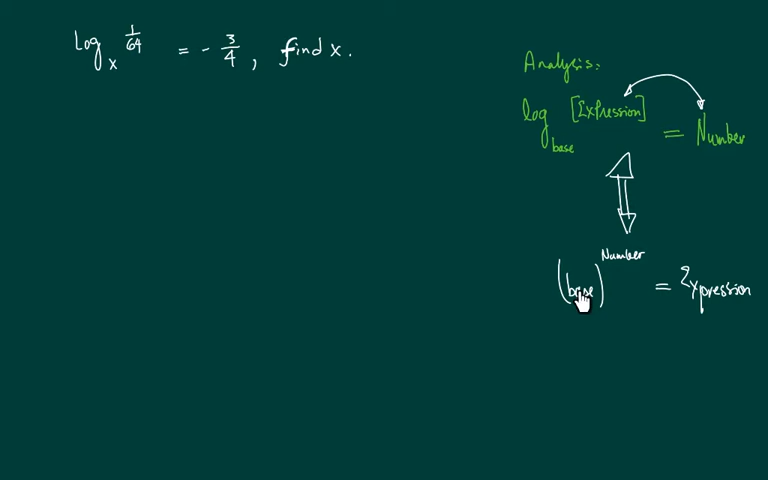 log_x 1/64 = - 3/4 , find x .
Analysis:
log_base [Expression] = Number
(base)^Number = Expression